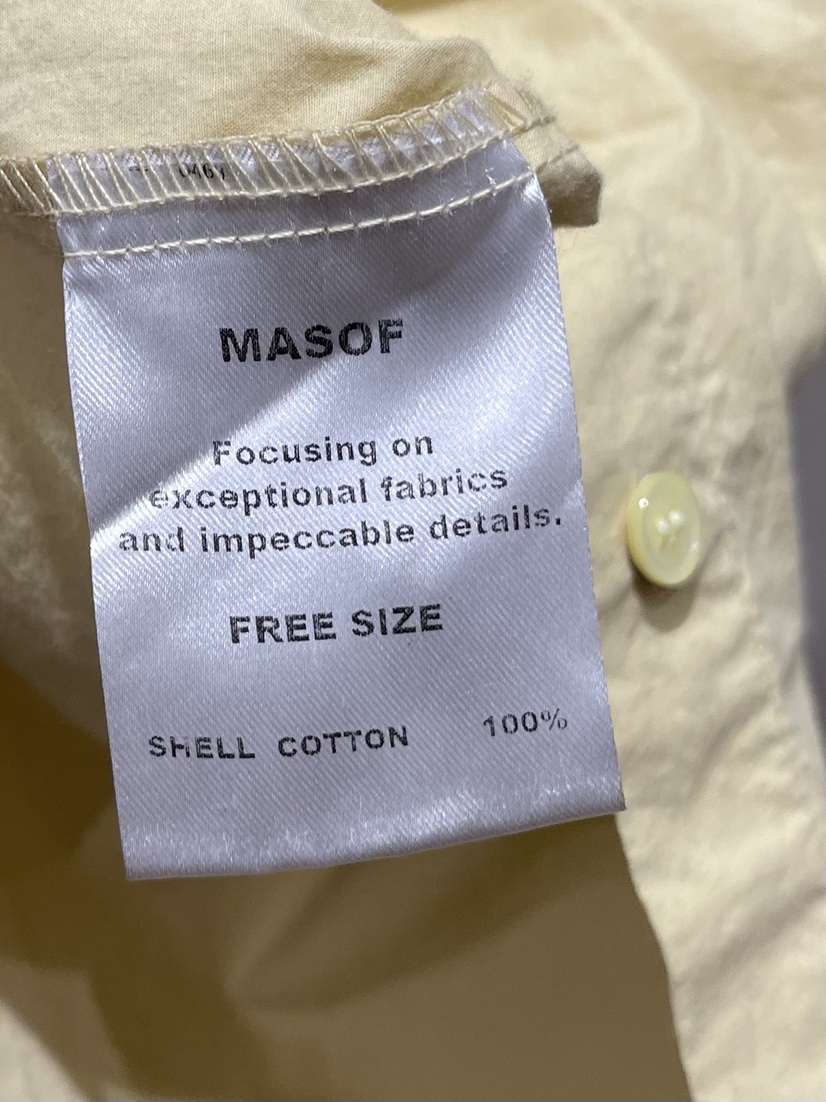 MASOF
Focusing on
exceptional fabrics
and impeccable details.
FREE SIZE
SHELL COTTON 100%